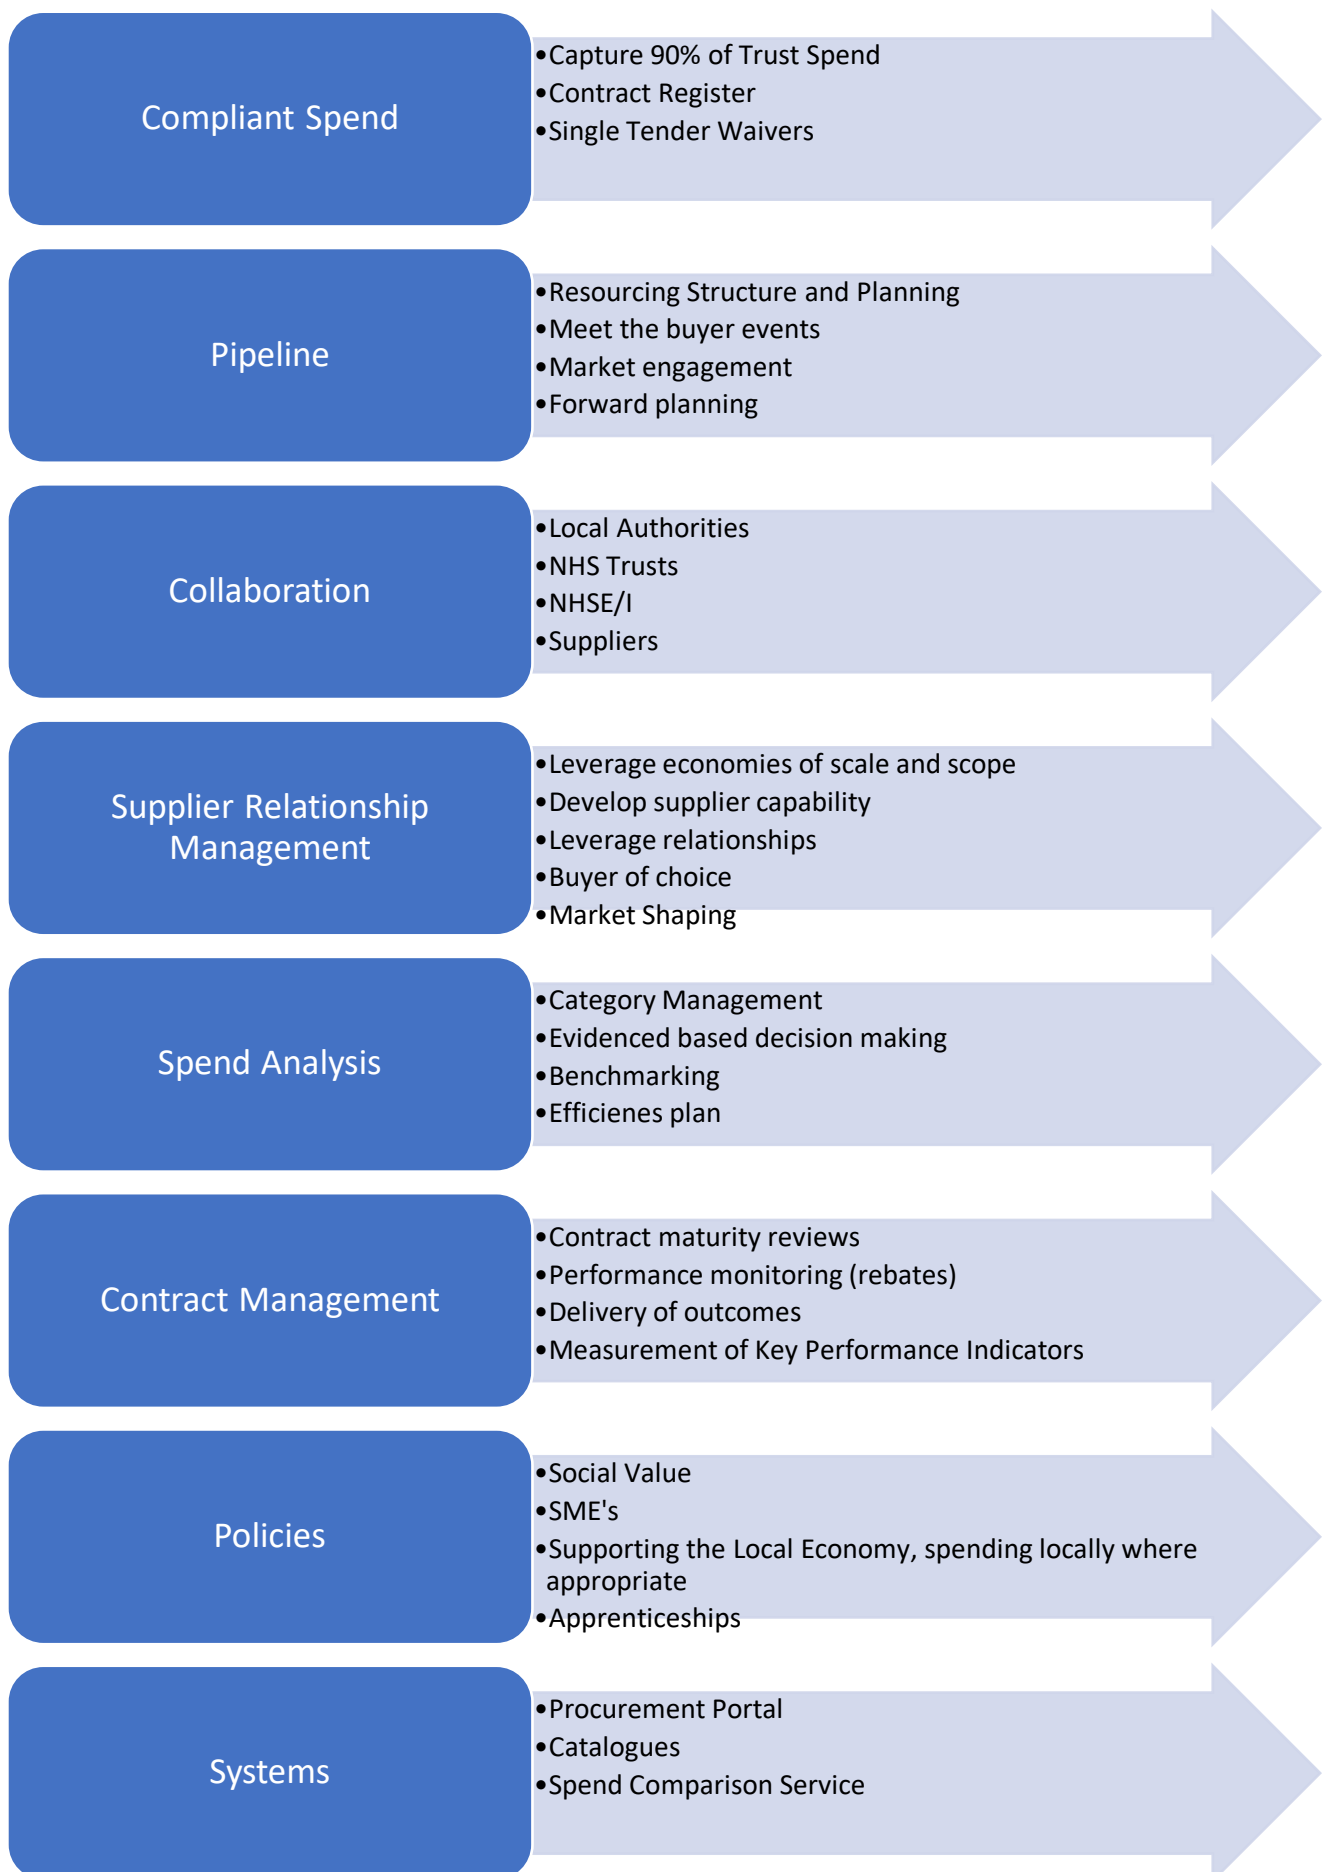 Compliant Spend
•Capture 90% of Trust Spend
•Contract Register
•Single Tender Waivers
Pipeline
•Resourcing Structure and Planning
•Meet the buyer events
•Market engagement
•Forward planning
Collaboration
•Local Authorities
•NHS Trusts
•NHSE/I
•Suppliers
Supplier Relationship
Management
•Leverage economies of scale and scope
•Develop supplier capability
•Leverage relationships
•Buyer of choice
•Market Shaping
Spend Analysis
•Category Management
•Evidenced based decision making
•Benchmarking
•Efficienes plan
Contract Management
•Contract maturity reviews
•Performance monitoring (rebates)
•Delivery of outcomes
•Measurement of Key Performance Indicators
Policies
•Social Value
•SME's
•Supporting the Local Economy, spending locally where
appropriate
•Apprenticeships
Systems
•Procurement Portal
•Catalogues
•Spend Comparison Service